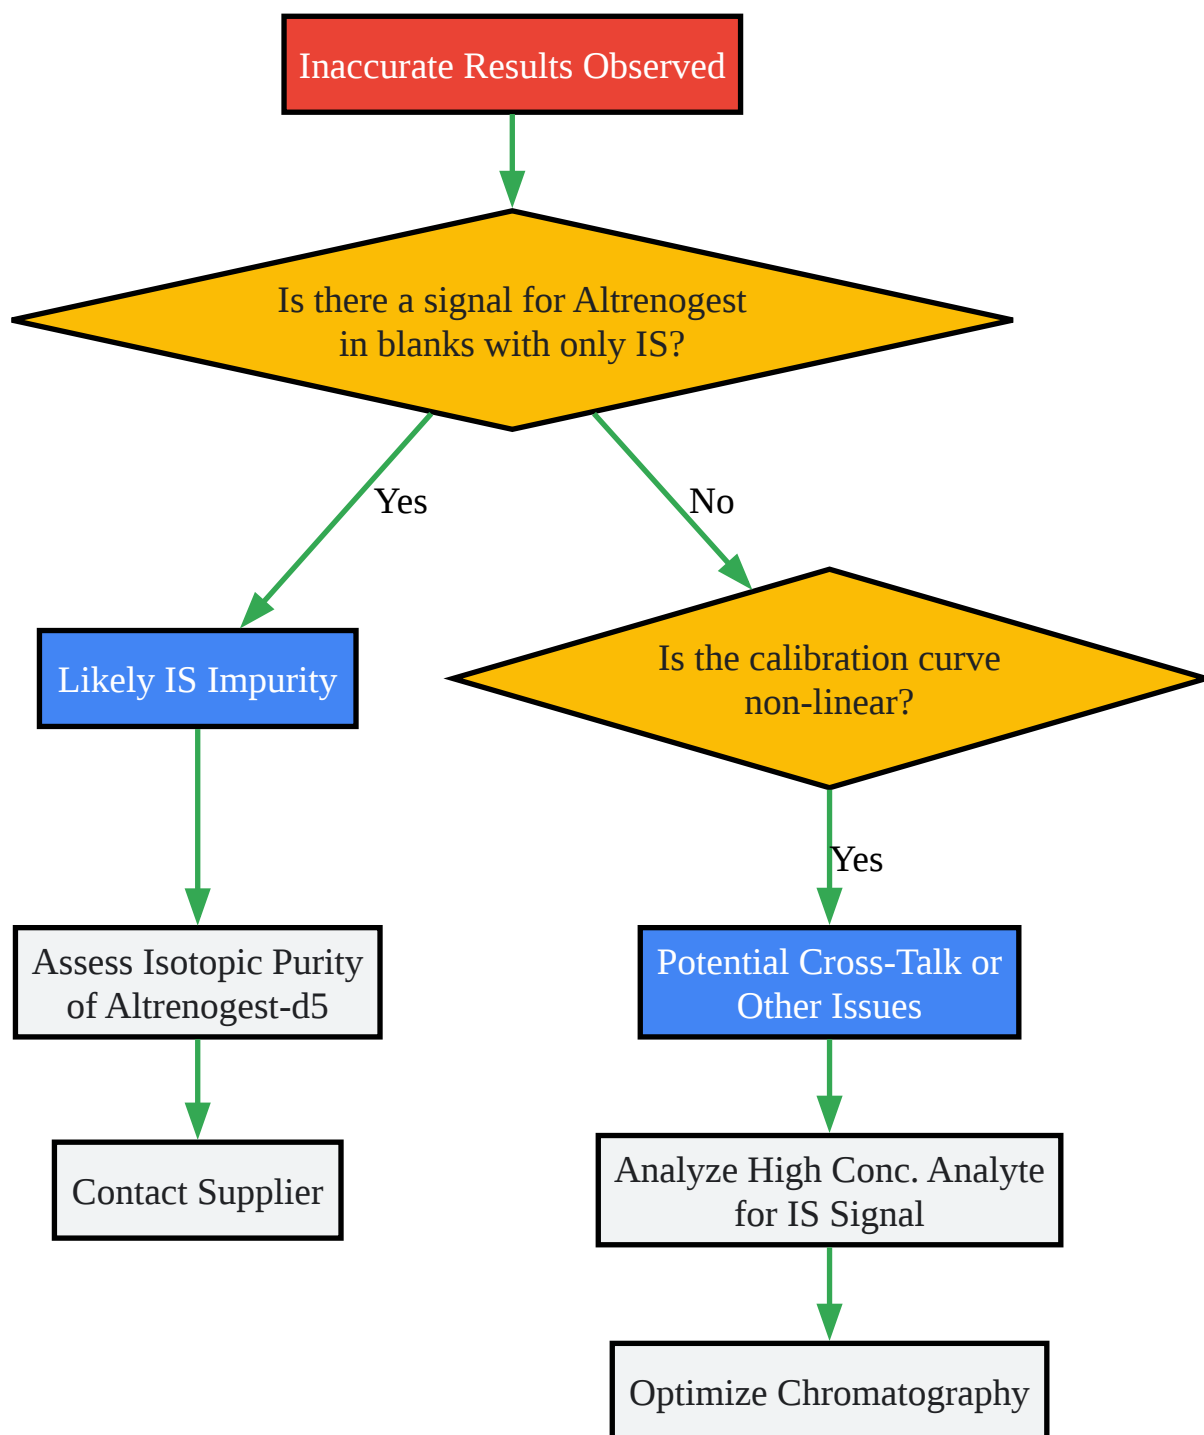 Inaccurate Results Observed
Is there a signal for Altrenogest
in blanks with only IS?
Yes
No
Likely IS Impurity
Is the calibration curve
non-linear?
Yes
Assess Isotopic Purity
of Altrenogest-d5
Potential Cross-Talk or
Other Issues
Contact Supplier
Analyze High Conc. Analyte
for IS Signal
Optimize Chromatography